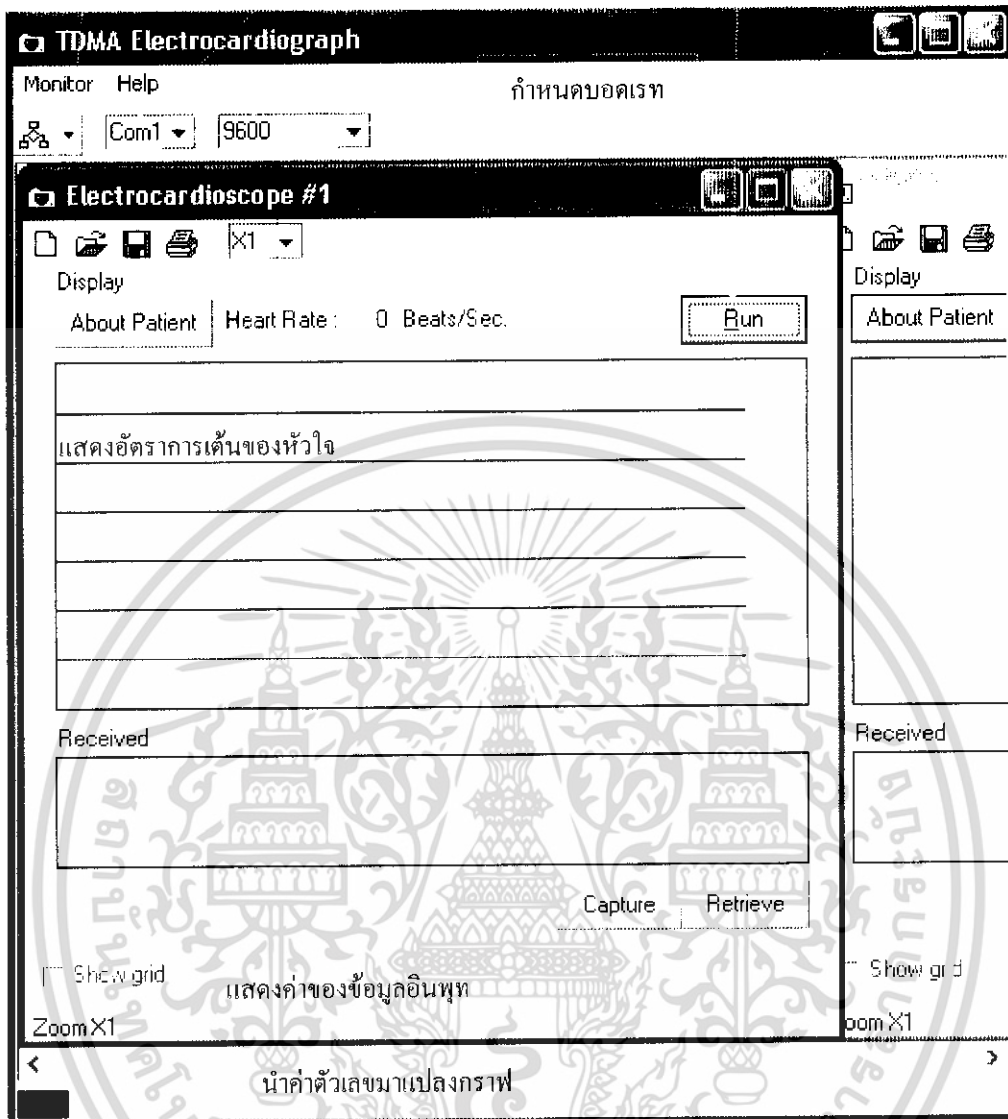 TDMA Electrocardiograph
Monitor Help
กำหนดบอดเรท
Com1 9600
Electrocardioscope #1
X1
Display
Display
About Patient Heart Rate : 0 Beats/Sec. Run
About Patient
แสดงอัตราการเต้นของหัวใจ
Received
Received
Capture Retrieve
Show grid
Show grid
แสดงค่าของข้อมูลอินพุท
Zoom X1
oom X1
นำค่าตัวเลขมาแปลงกราฟ